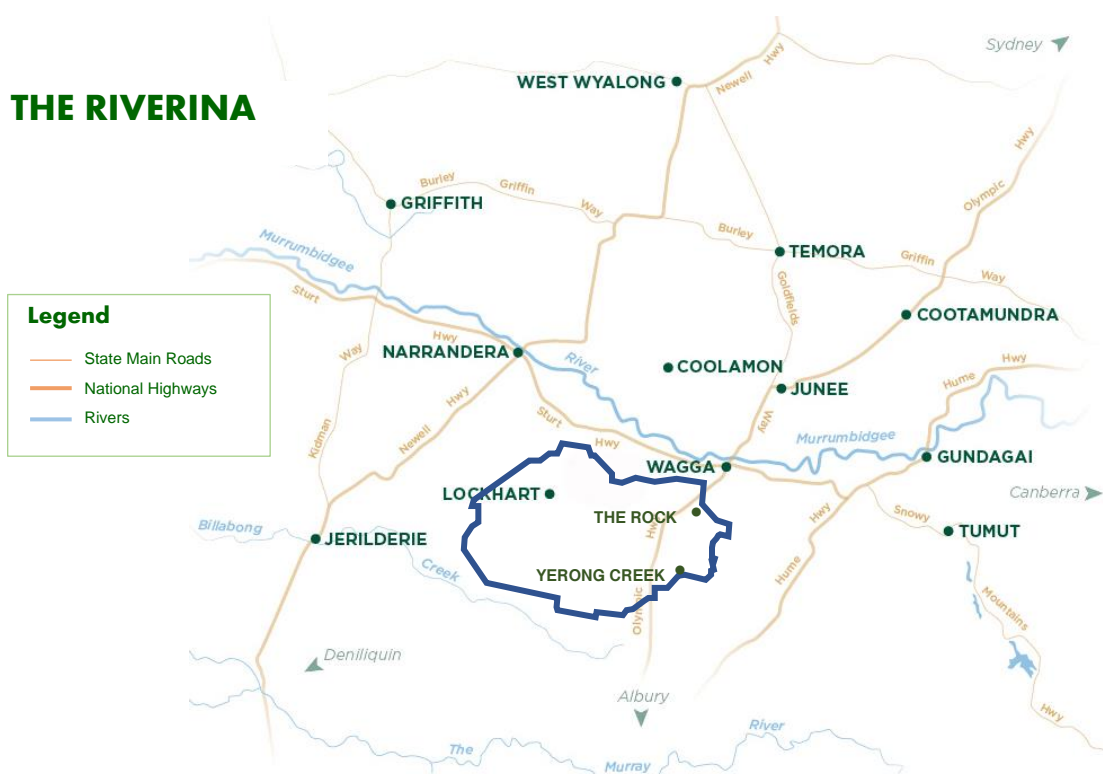 Sydney
Hwy
WEST WYALONG
Newell
THE RIVERINA
Hwy
Burley
Griffin
Olympic
GRIFFITH
Way
Burley
Murrumbidgee
TEMORA
Griffin
Way
Sturt
Goldfields
Legend
COOTAMUNDRA
Hwy
State Main Roads
Way
NARRANDERA
River
COOLAMON
Hwy
Hume
National Highways
JUNEE
Hwy
Rivers
Sturt
Way
Kidman
Newell
Hwy
Murrumbidgee
WAGGA
GUNDAGAI
LOCKHART
Canberra
THE ROCK
Hwy
Hwy
Snowy
Billabong
JERILDERIE
TUMUT
Creek
YERONG CREEK
Hume
Olympic
Mountains
Deniliquin
Albury
Hwy
The
River
Murray